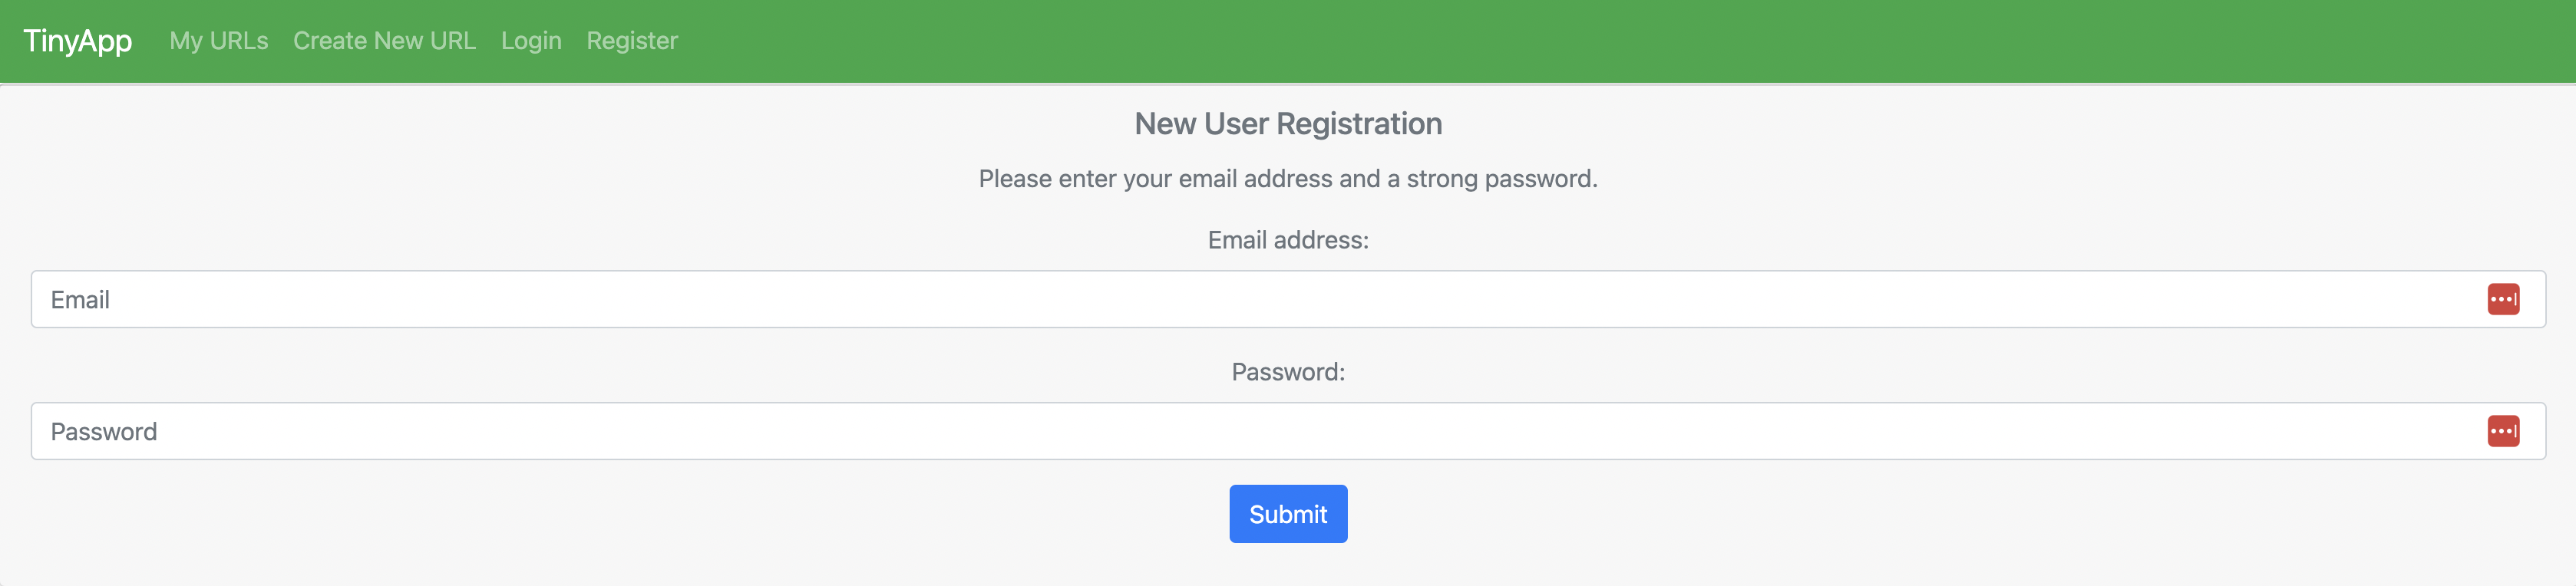 TinyApp My URLs Create New URL Login Register
New User Registration
Please enter your email address and a strong password.
Email address:
Email
Password:
Password
Submit